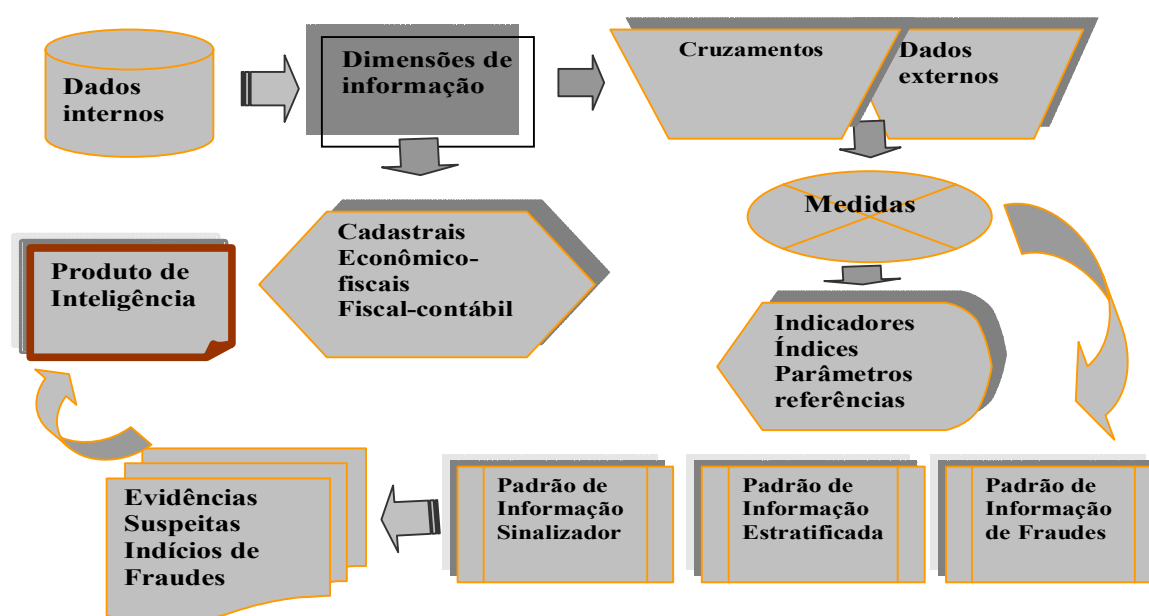 Dados
internos
Dimensões de
informação
Cruzamentos
Dados
externos
Medidas
Cadastrais
Econômico-
fiscais
Fiscal-contábil
Produto de
Inteligência
Indicadores
Índices
Parâmetros
referências
Padrão de
Informação
Sinalizador
Padrão de
Informação
Estratificada
Padrão de
Informação
de Fraudes
Evidências
Suspeitas
Indícios de
Fraudes